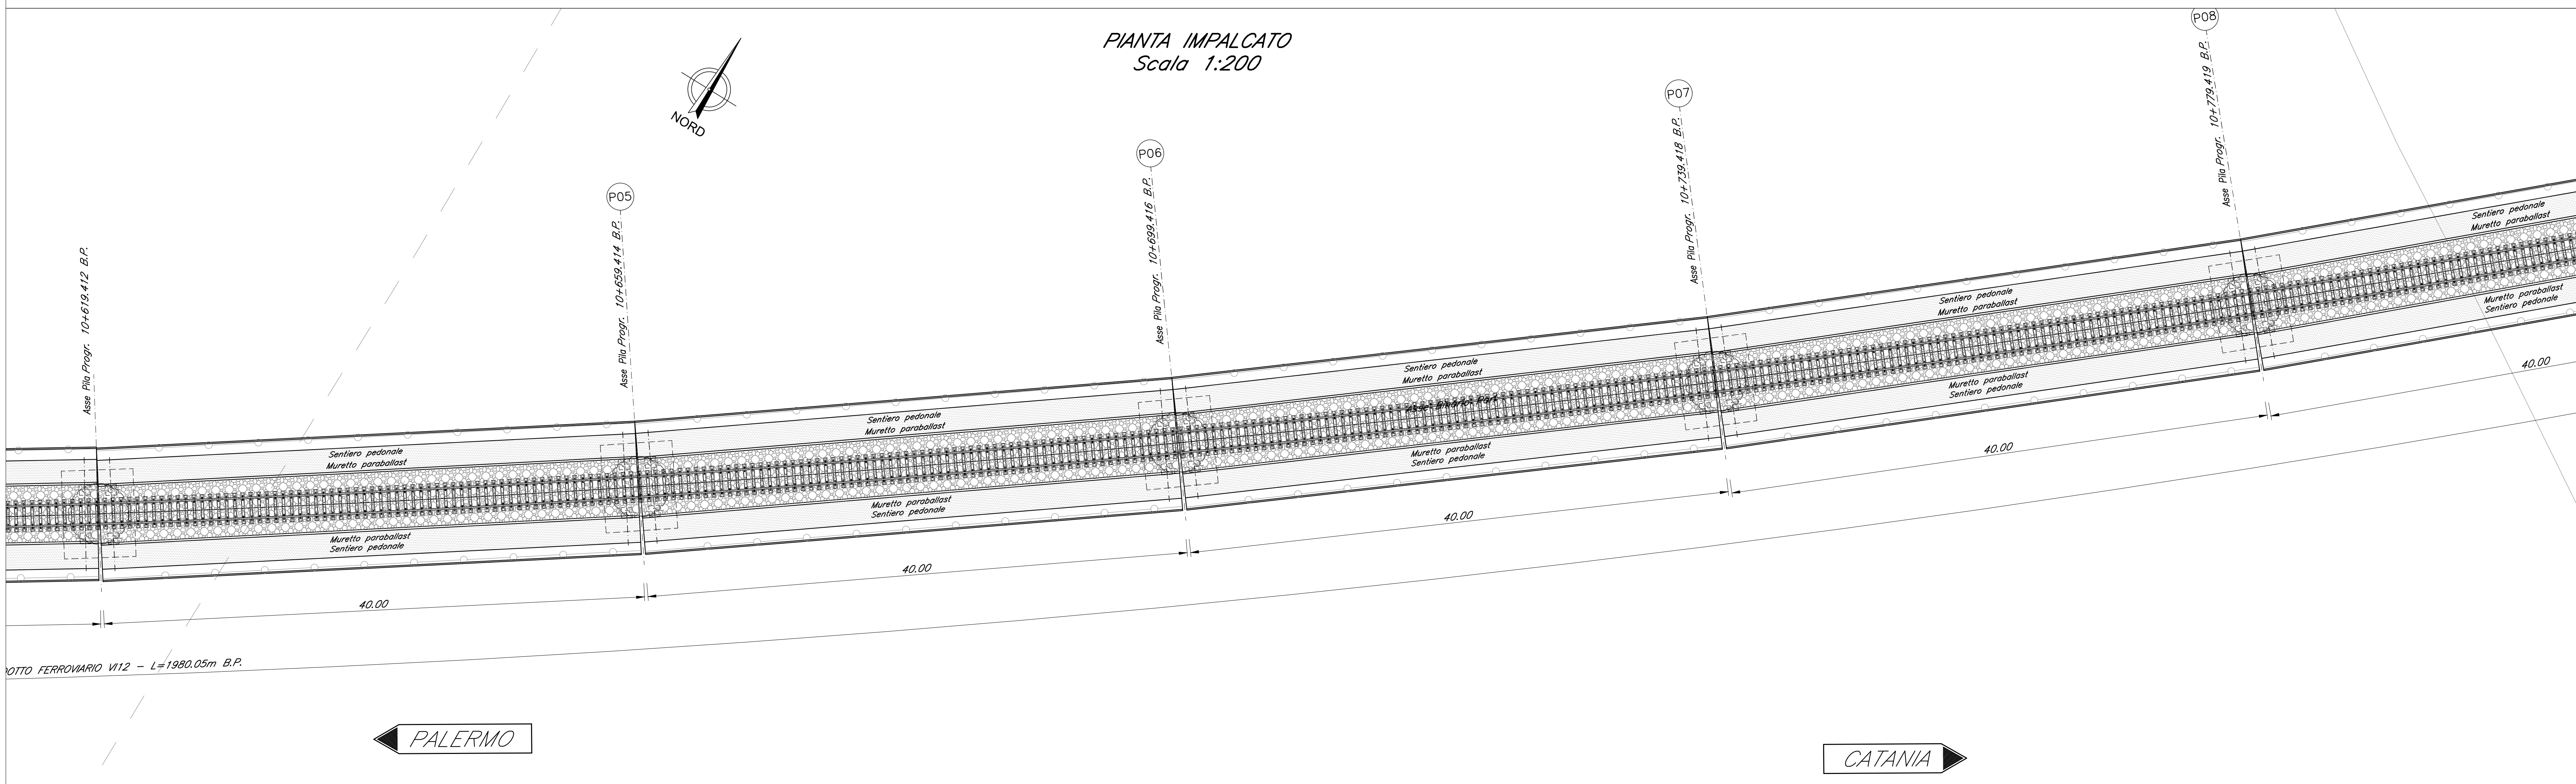 PIANTA IMPALCATO
Scala 1:200
NORD
P05
P06
P07
P08
Asse Pila Progr. 10+619.412 B.P.
Asse Pila Progr. 10+659.414 B.P.
Asse Pila Progr. 10+699.416 B.P.
Asse Pila Progr. 10+739.418 B.P.
Asse Pila Progr. 10+779.419 B.P.
Sentiero pedonale
Muretto paraballast
Muretto paraballast
Sentiero pedonale
Sentiero pedonale
Muretto paraballast
Muretto paraballast
Sentiero pedonale
Sentiero pedonale
Muretto paraballast
Muretto paraballast
Sentiero pedonale
Sentiero pedonale
Muretto paraballast
Muretto paraballast
Sentiero pedonale
Sentiero pedonale
Muretto paraballast
Muretto paraballast
Sentiero pedonale
40.00
40.00
40.00
40.00
40.00
FERROVIARIO VI12 - L=1980.05m B.P.
PALERMO
CATANIA